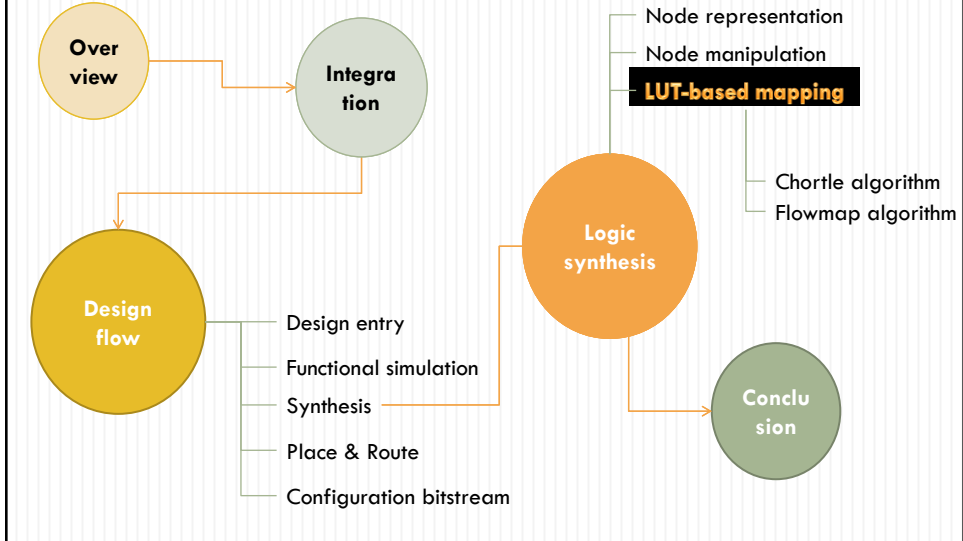 Over
view
Integra
tion
Design
flow
Design entry
Functional simulation
Synthesis
Place & Route
Configuration bitstream
Logic
synthesis
Node representation
Node manipulation
LUT-based mapping
Chortle algorithm
Flowmap algorithm
Conclu
sion